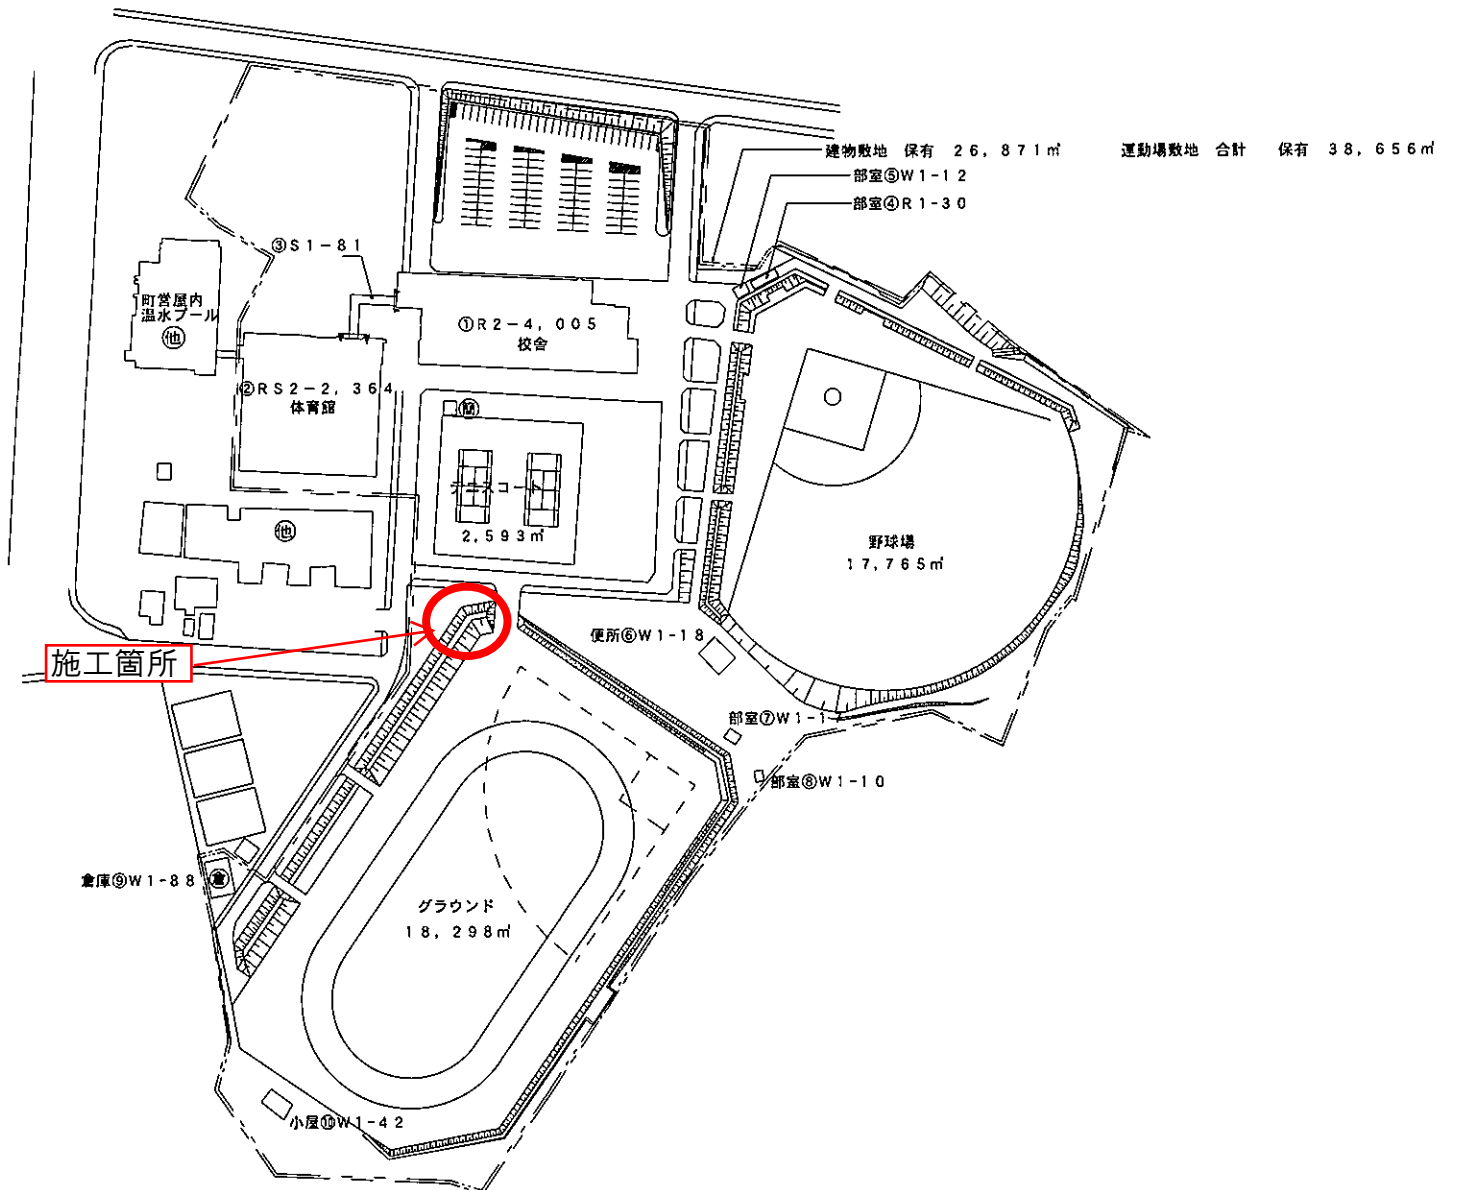 建物敷地 保有 26,871㎡ 運動場敷地 合計 保有 38,656㎡
部室⑤W1-12
部室④R1-30
③S1-81
町営屋内
温水プール
他
①R2-4,005
校舎
②RS2-2,364
体育館
テニスコート
2,593㎡
他
野球場
17,765㎡
便所⑥W1-18
施工箇所
部室⑦W1-17
部室⑧W1-10
倉庫⑨W1-88
倉
グラウンド
18,298㎡
小屋⑩W1-42